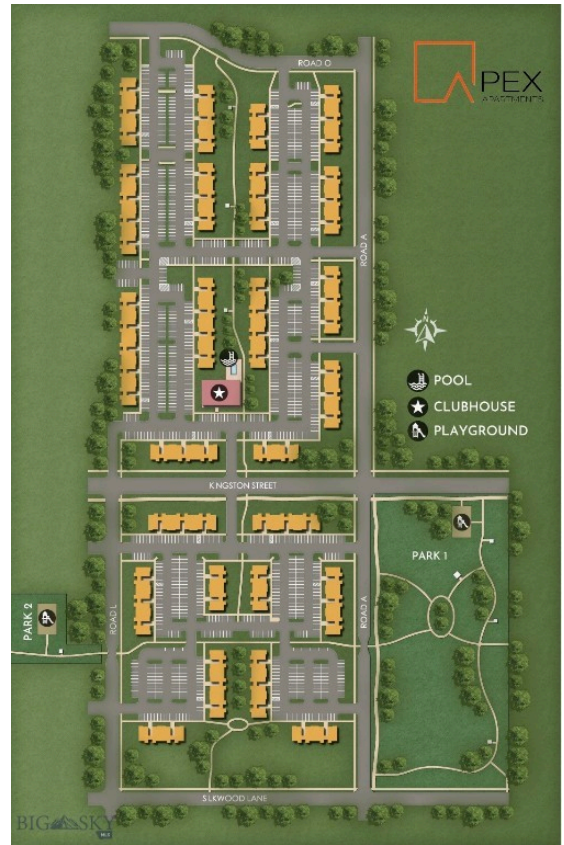 ROAD O
APEX
APARTMENTS
ROAD A
N
POOL
CLUBHOUSE
PLAYGROUND
KINGSTON STREET
PARK 1
PARK 2
ROAD L
ROAD A
SILKWOOD LANE
BIG SKY
MLS